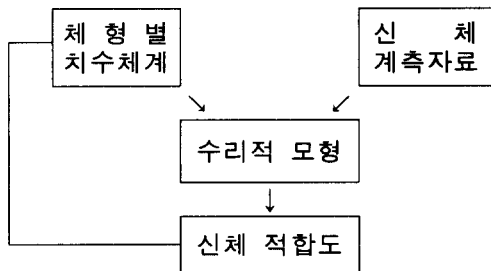 체 형 별
치수체계
신 체
계측자료
수리적 모형
신체 적합도